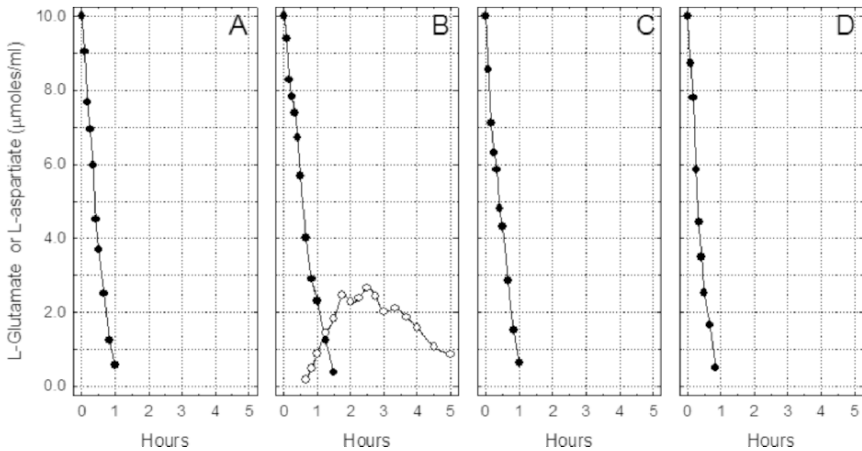 A B C D
L-Glutamate or L-aspartiate (μmoles/ml)
10.0
8.0
6.0
4.0
2.0
0.0
0 1 2 3 4 5 0 1 2 3 4 5 0 1 2 3 4 5 0 1 2 3 4 5
Hours Hours Hours Hours